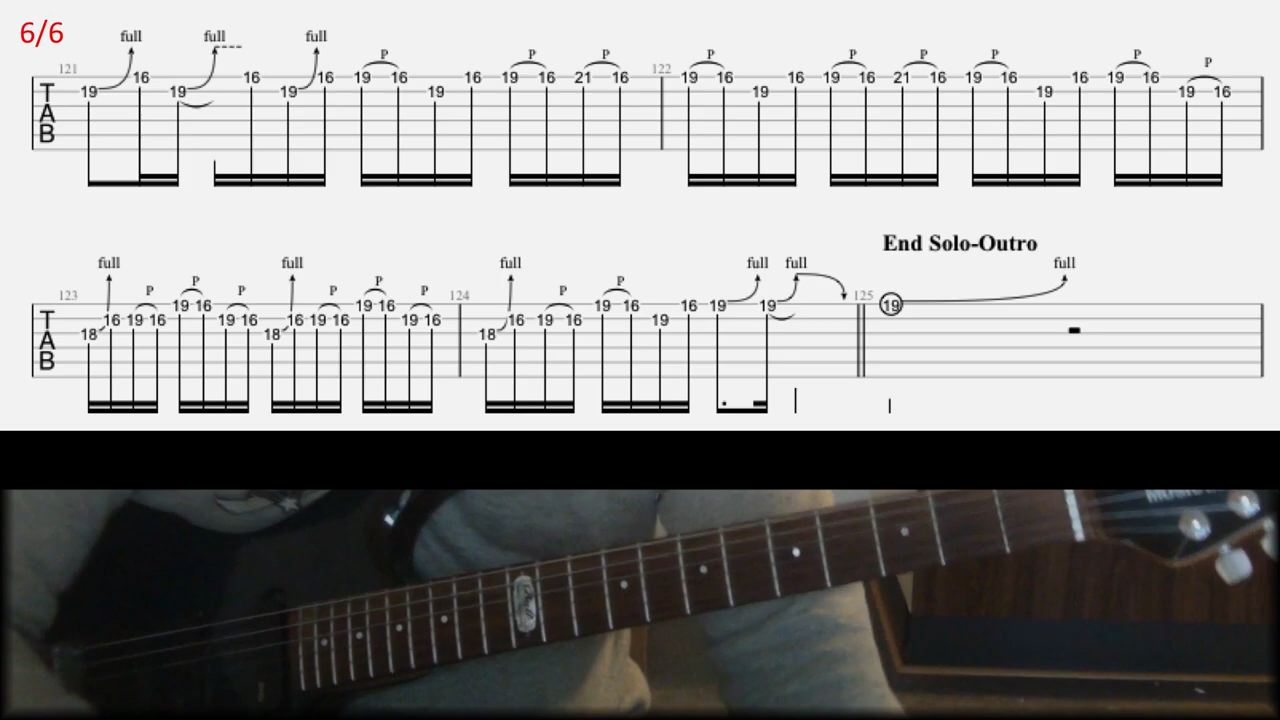 6/6
full full full
P P P P P P P P
121 19 16 19 16 19 16 19 16 19 16 19 16 21 16 122 19 16 19 16 19 16 21 16 19 16 19 16 19 16 19 16
T
A
B
End Solo-Outro
full full full full full full
P P P P P P P P
123 18 16 19 16 19 16 19 16 18 16 19 16 19 16 19 16 124 18 16 19 16 19 16 19 16 19 19 125 19
T
A
B